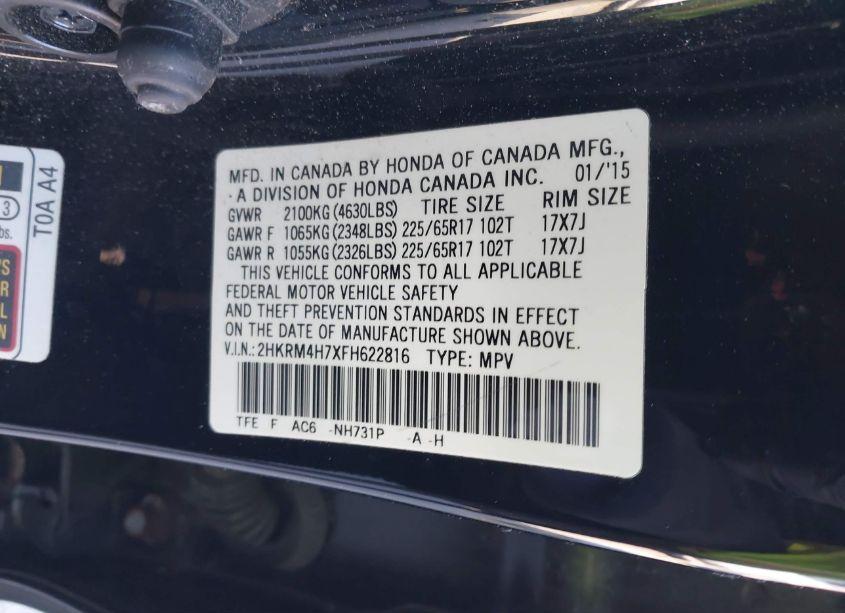 MFD. IN CANADA BY HONDA OF CANADA MFG.,
A DIVISION OF HONDA CANADA INC. 01/'15
GVWR 2100KG (4630LBS) TIRE SIZE RIM SIZE
GAWR F 1065KG (2348LBS) 225/65R17 102T 17X7J
GAWR R 1055KG (2326LBS) 225/65R17 102T 17X7J
THIS VEHICLE CONFORMS TO ALL APPLICABLE
FEDERAL MOTOR VEHICLE SAFETY
AND THEFT PREVENTION STANDARDS IN EFFECT
ON THE DATE OF MANUFACTURE SHOWN ABOVE.
V.I.N.: 2HKRM4H7XFH622816 TYPE: MPV
TFE F AC6 -NH731P -A -H
T0A A4
3
lbs.